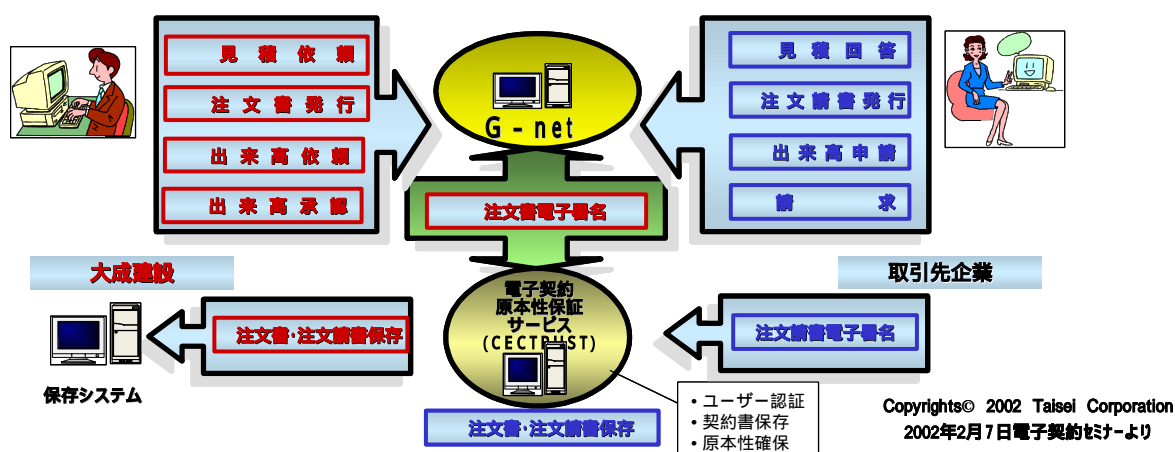 見積依頼
注文書発行
出来高依頼
出来高承認
G-net
見積回答
注文請書発行
出来高申請
請求
注文書電子署名
大成建設
取引先企業
電子契約
原本性保証
サービス
(CECTRUST)
注文書・注文請書保存
注文請書電子署名
保存システム
注文書・注文請書保存
・ユーザー認証
・契約書保存
・原本性確保
Copyrights© 2002 Taisei Corporation
2002年2月7日電子契約セミナーより